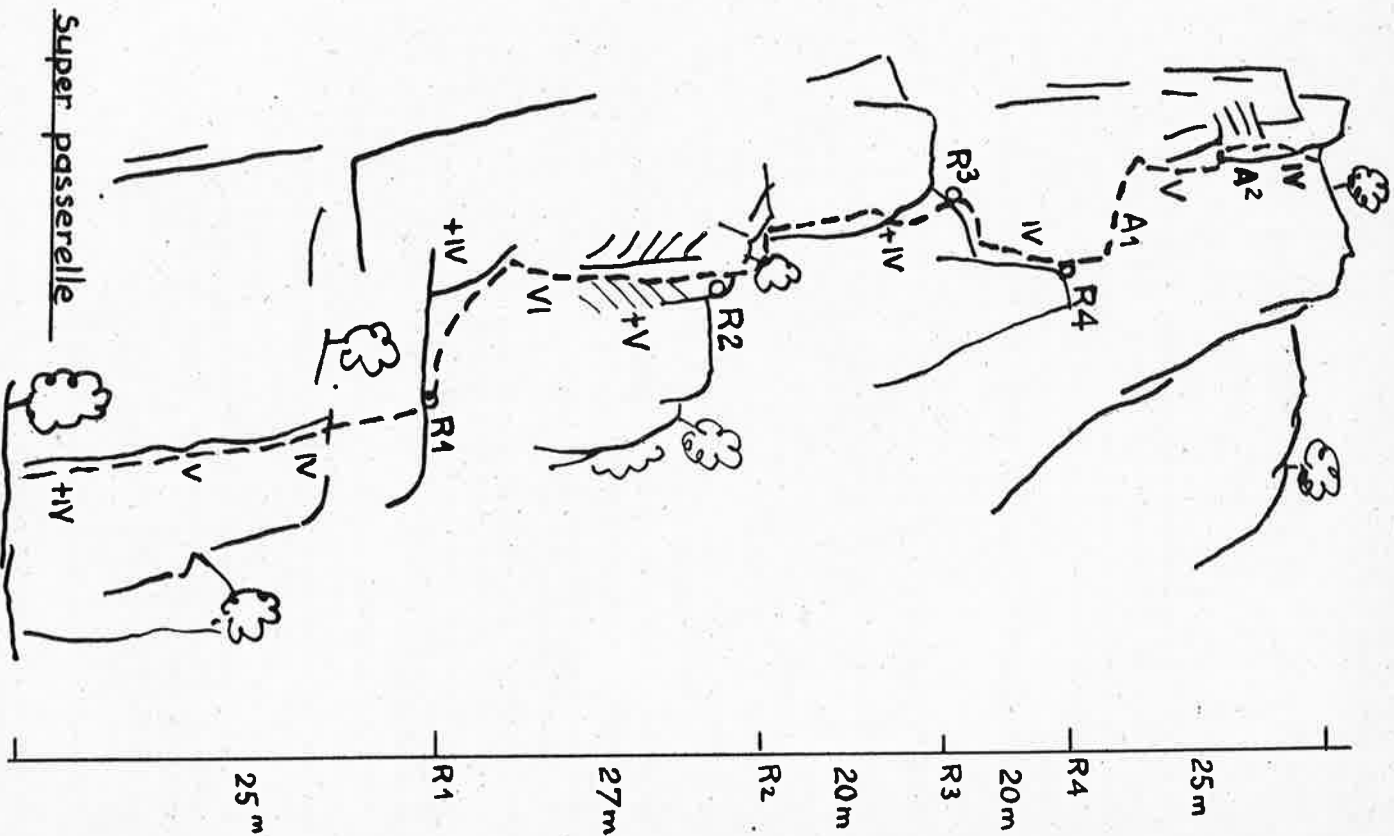 IV
A2
V
A1
R4
IV
R3
+IV
R2
+V
VI
+IV
R1
IV
V
+IV
Super passerelle
25m
R4
20m
R3
20m
R2
27m
R1
25m